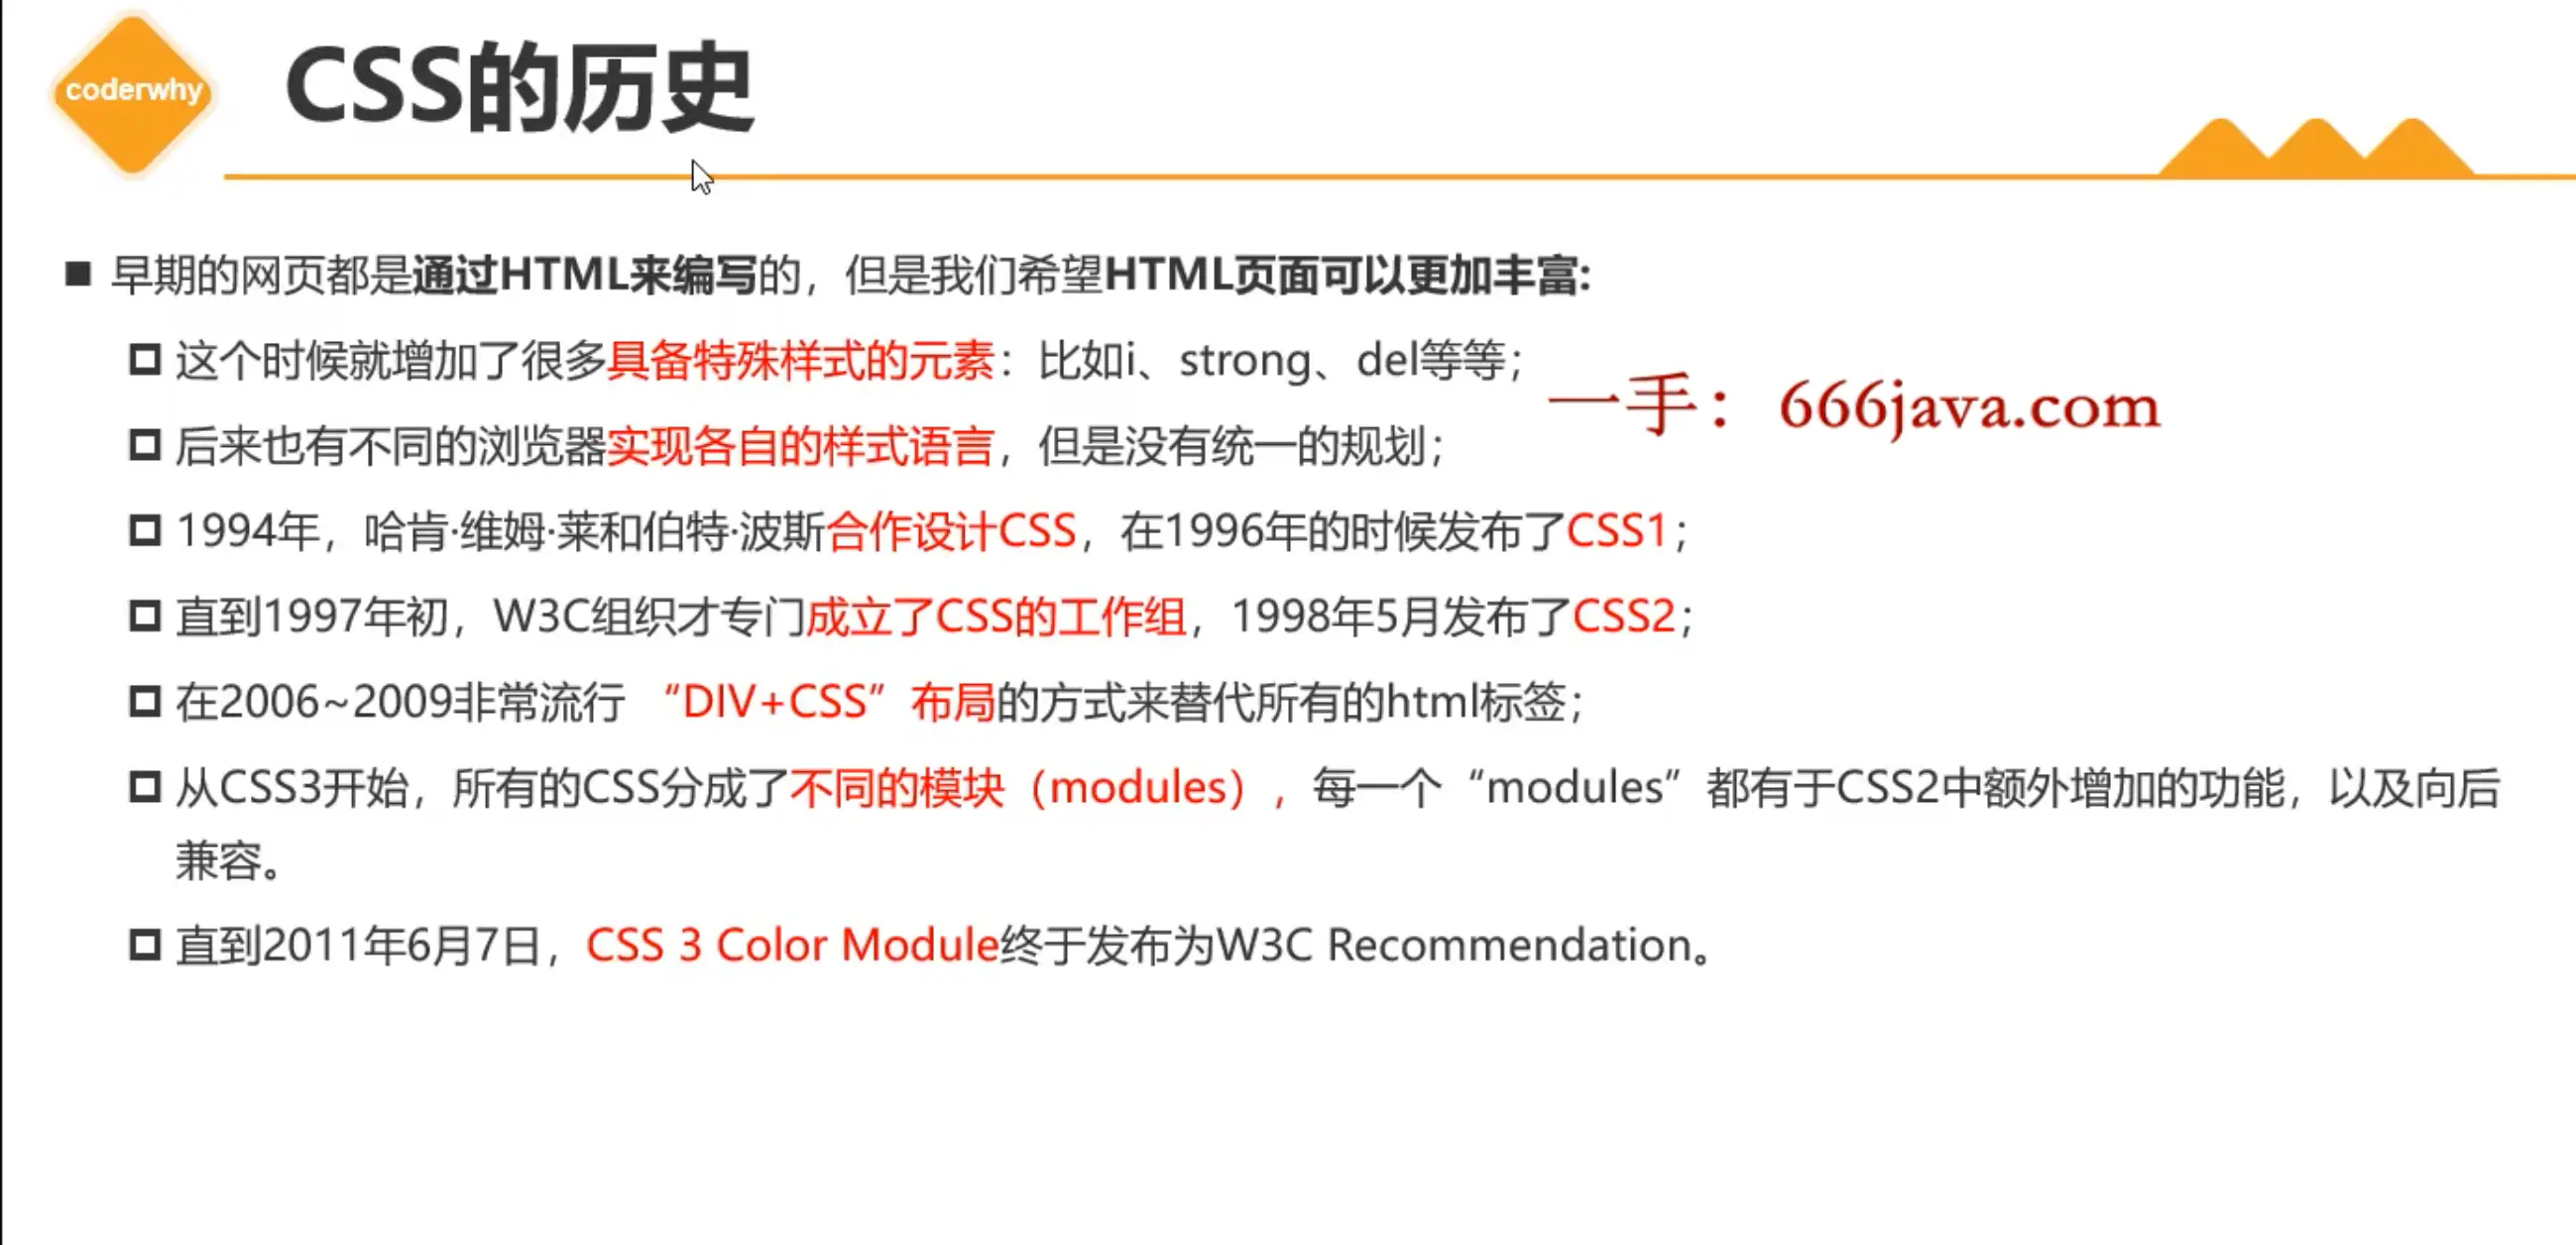 coderwhy
CSS的历史
■ 早期的网页都是通过HTML来编写的，但是我们希望HTML页面可以更加丰富:
这个时候就增加了很多具备特殊样式的元素：比如i、strong、del等等；
一手：666java.com
后来也有不同的浏览器实现各自的样式语言，但是没有统一的规划；
1994年，哈肯·维姆·莱和伯特·波斯合作设计CSS，在1996年的时候发布了CSS1；
直到1997年初，W3C组织才专门成立了CSS的工作组，1998年5月发布了CSS2；
在2006~2009非常流行 “DIV+CSS”布局的方式来替代所有的html标签；
从CSS3开始，所有的CSS分成了不同的模块（modules），每一个“modules”都有于CSS2中额外增加的功能，以及向后
兼容。
直到2011年6月7日，CSS 3 Color Module终于发布为W3C Recommendation。